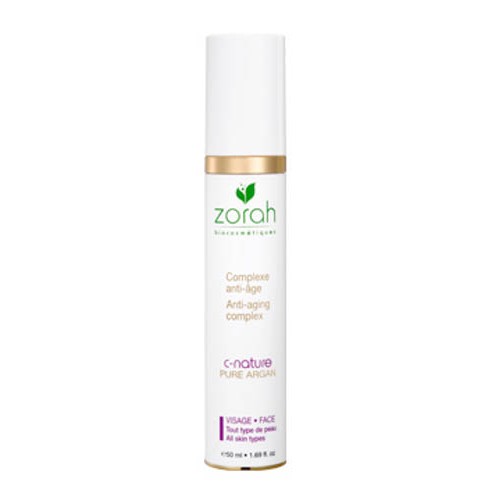 zorah
biocosmétiques
Complexe
anti-âge
Anti-aging
complex
c-nature
PURE ARGAN
VISAGE • FACE
Tout type de peau
All skin types
℮50 ml • 1.69 fl. oz